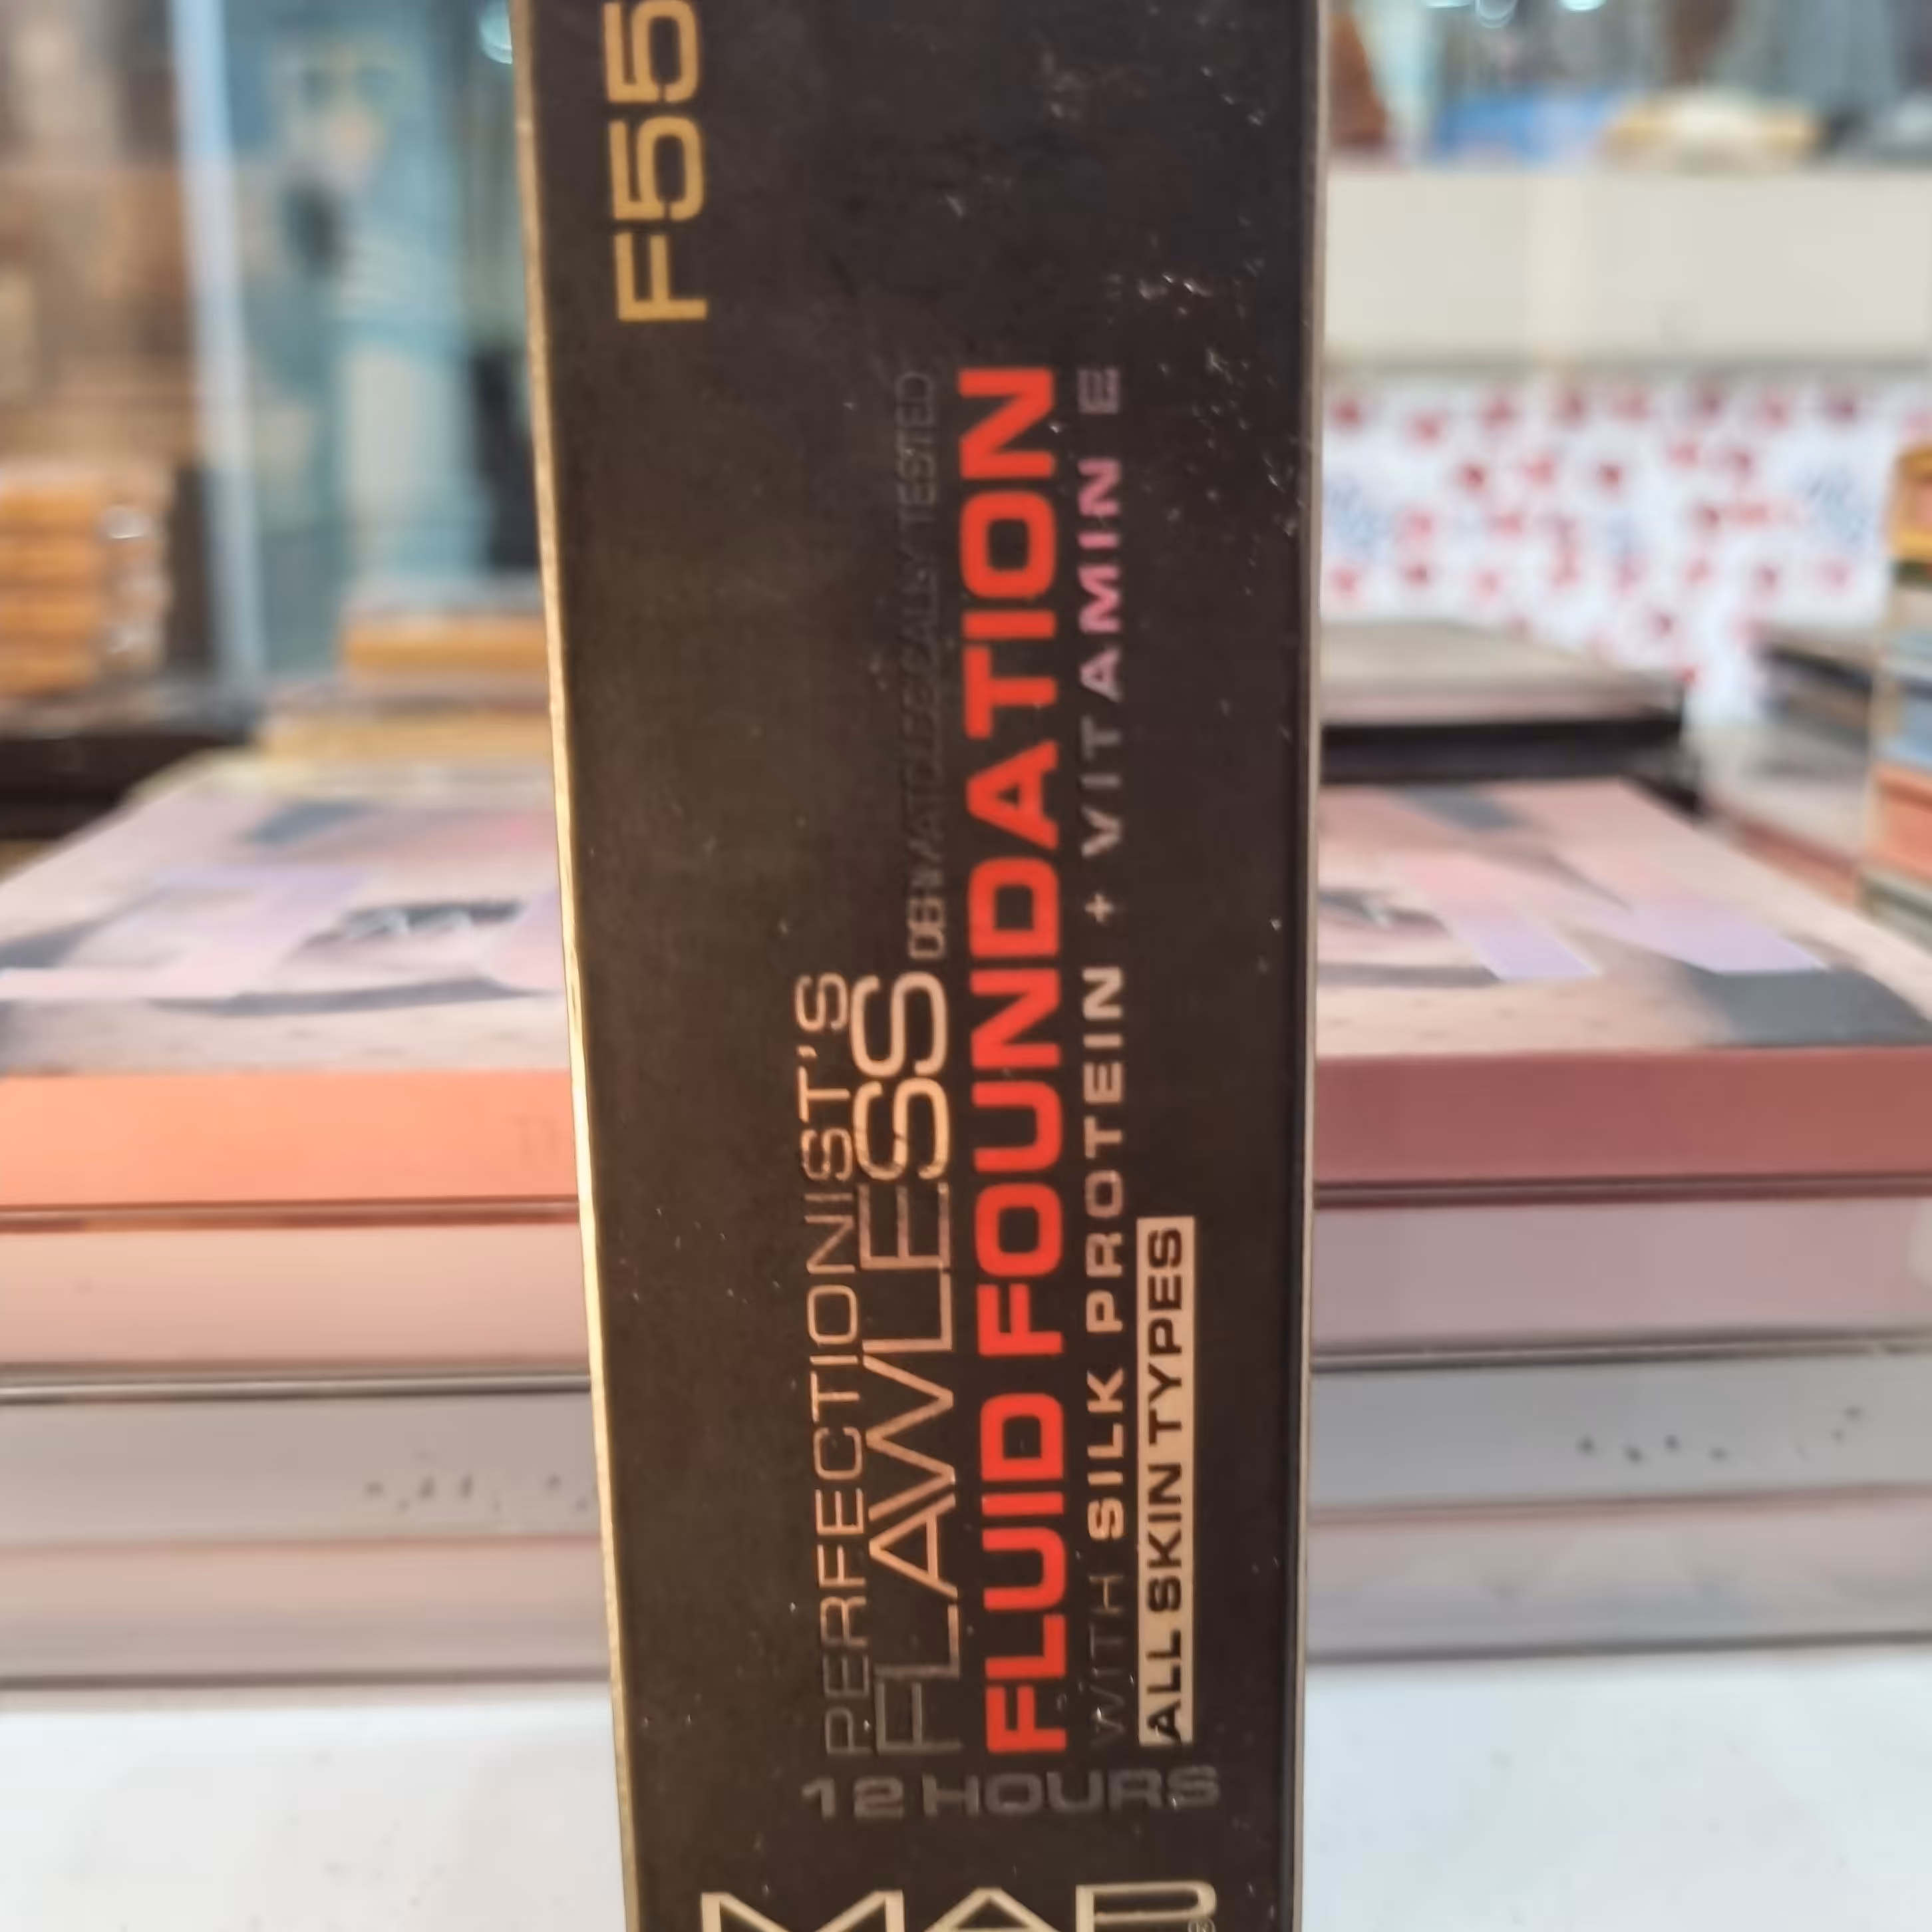 F55
PERFECTIONIST'S
FLAWLESS DERMATOLOGICALLY TESTED
FLUID FOUNDATION
WITH SILK PROTEIN + VITAMIN E
ALL SKIN TYPES
12 HOURS